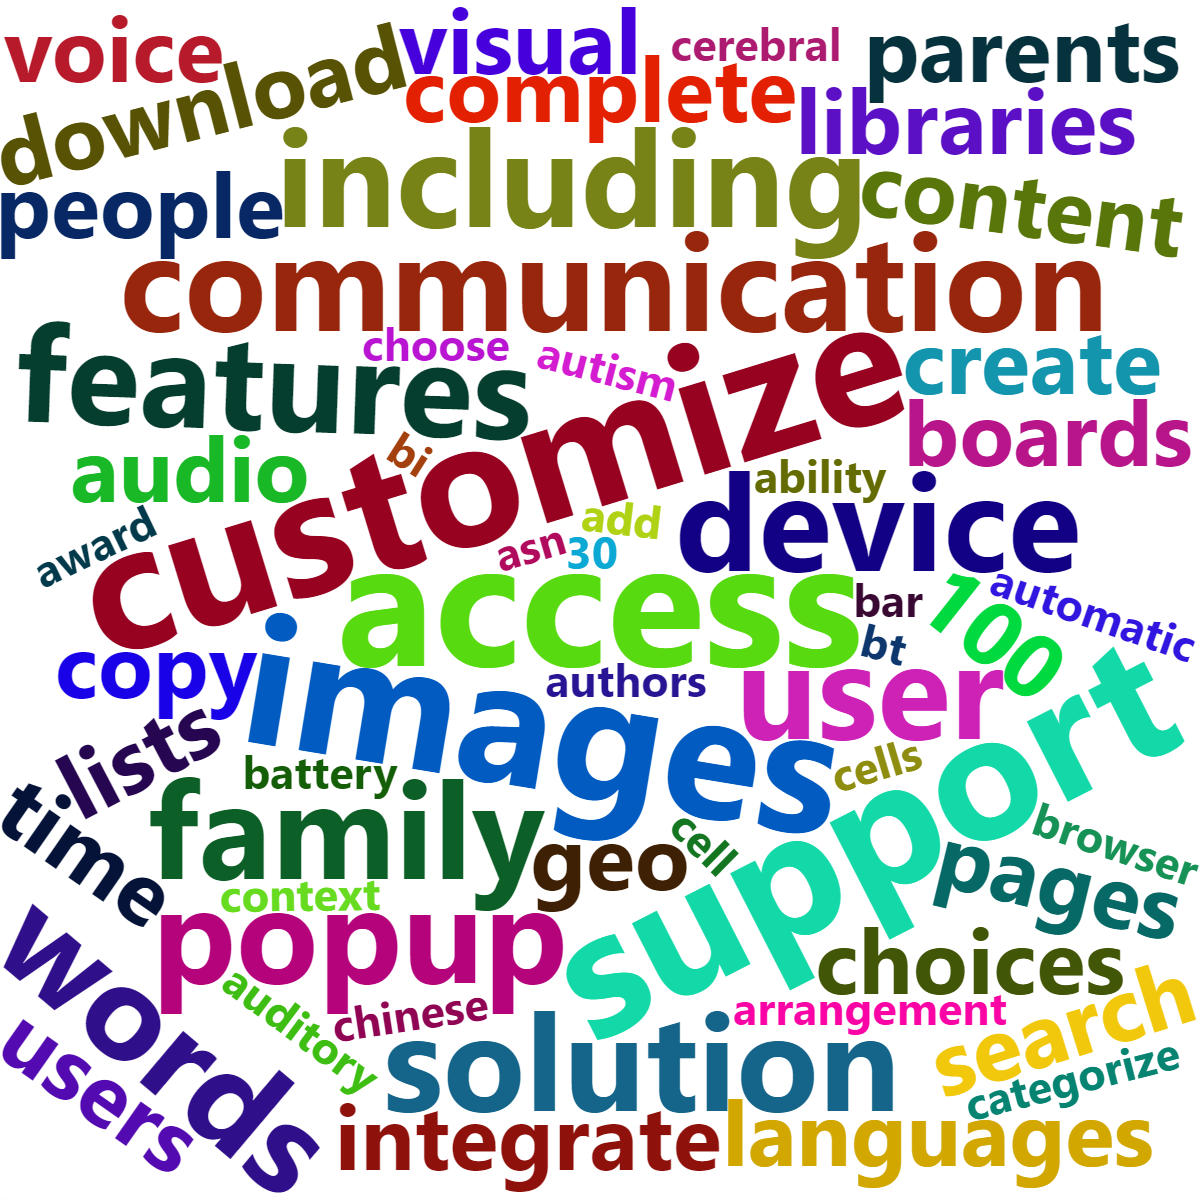 voice
visual
cerebral
parents
download
complete
libraries
people
including
content
communication
features
choose
autism
customize
create
boards
audio
bi
ability
device
award
asn
add
30
access
bar
100
automatic
bt
copy
images
authors
user
support
lists
battery
cells
time
family
geo
cell
browser
pages
context
popup
words
choices
auditory
chinese
arrangement
search
users
solution
categorize
integrate
languages